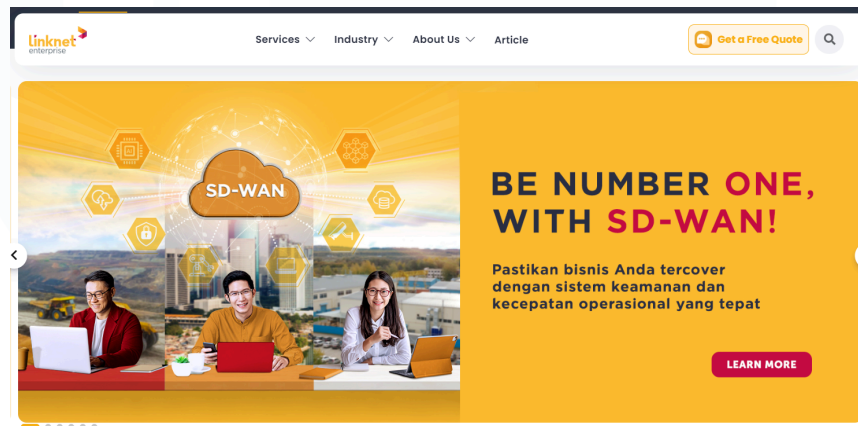 linknet
enterprise
Services
Industry
About Us
Article
Get a Free Quote
AI
SD-WAN
BE NUMBER ONE,
WITH SD-WAN!
Pastikan bisnis Anda tercover
dengan sistem keamanan dan
kecepatan operasional yang tepat
LEARN MORE